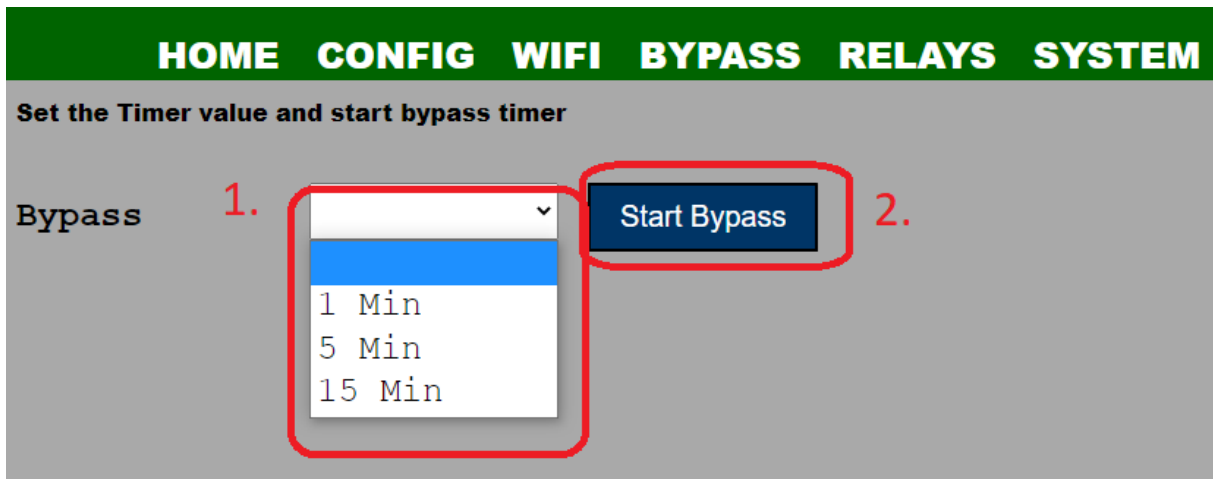 HOME CONFIG WIFI BYPASS RELAYS SYSTEM
Set the Timer value and start bypass timer
Bypass 1. Start Bypass 2.
1 Min
5 Min
15 Min